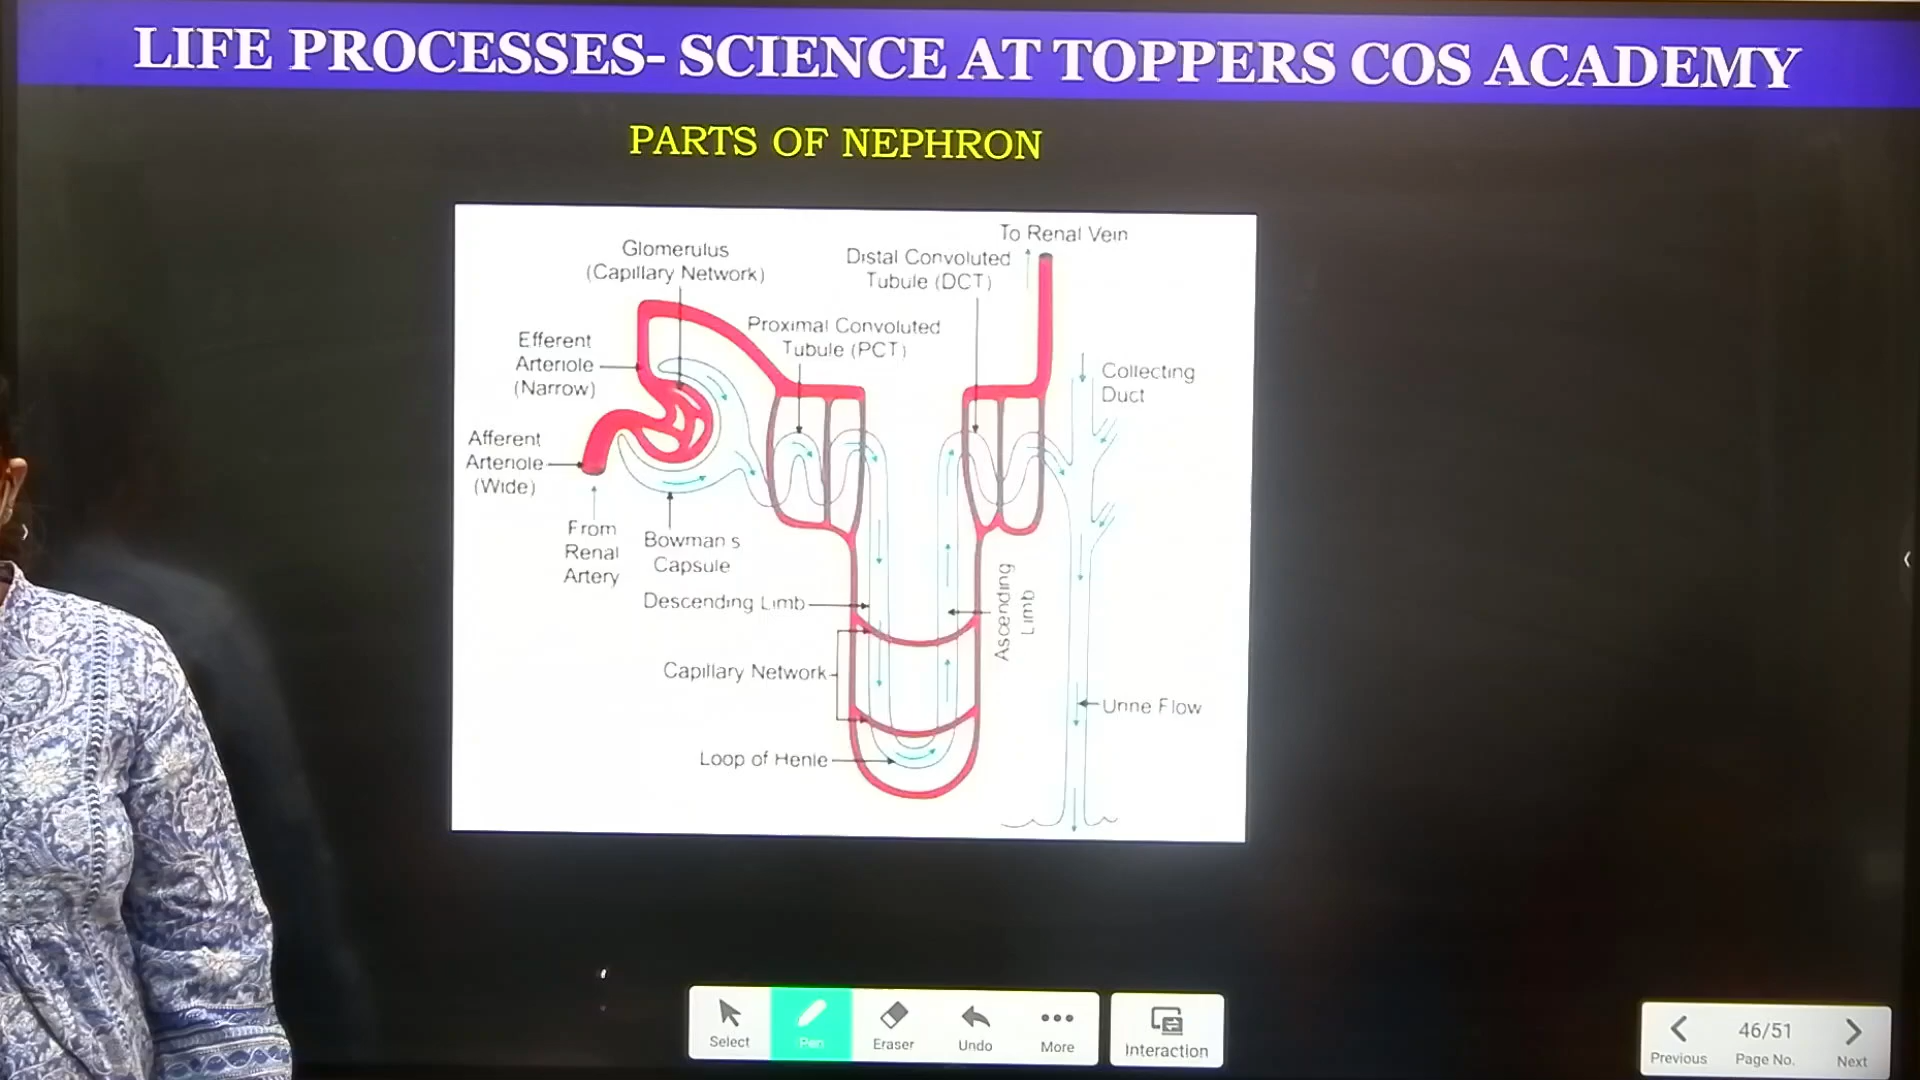 LIFE PROCESSES- SCIENCE AT TOPPERS COS ACADEMY
PARTS OF NEPHRON
To Renal Vein
Glomerulus
(Capillary Network)
Distal Convoluted
Tubule (DCT)
Proximal Convoluted
Tubule (PCT)
Efferent
Arteriole
(Narrow)
Collecting
Duct
Afferent
Arteriole
(Wide)
From
Renal
Artery
Bowman s
Capsule
Descending Limb
Ascending
Limb
Capillary Network
Urine Flow
Loop of Henle
Select
Pen
Eraser
Undo
More
Interaction
46/51
Previous
Page No.
Next